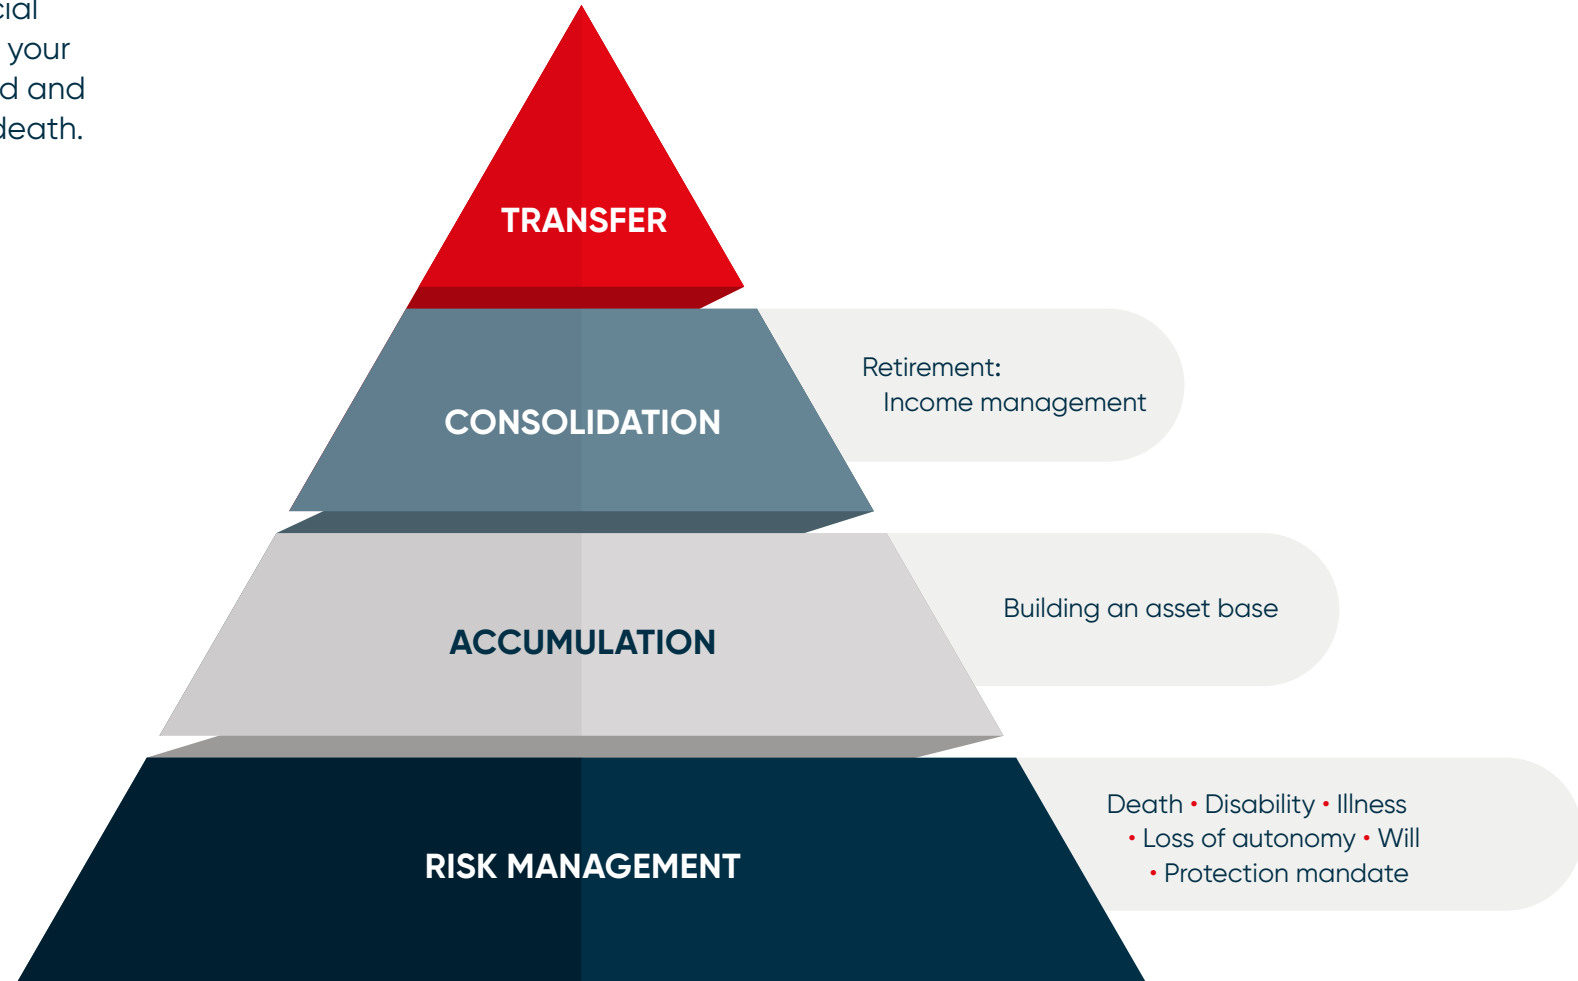 your
and
death.
TRANSFER
Retirement:
Income management
CONSOLIDATION
Building an asset base
ACCUMULATION
Death • Disability • Illness
• Loss of autonomy • Will
• Protection mandate
RISK MANAGEMENT